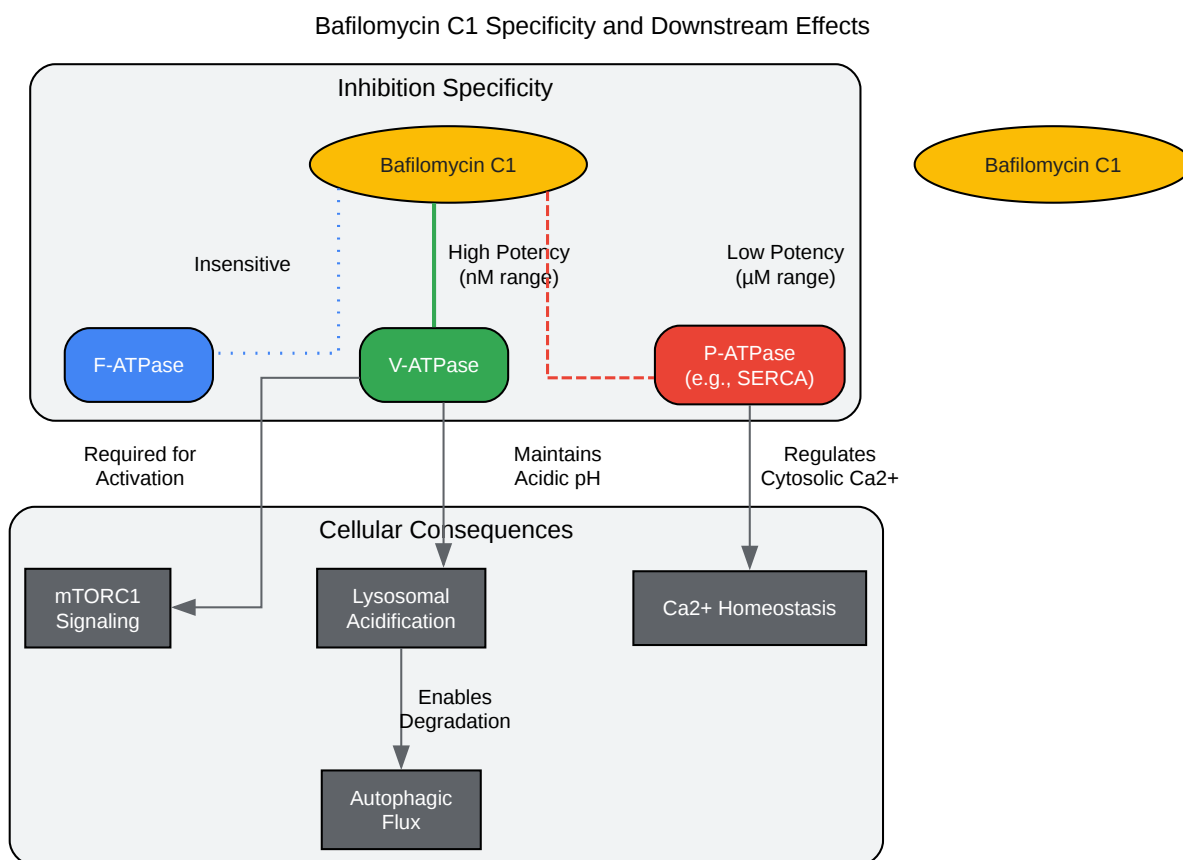 Bafilomycin C1 Specificity and Downstream Effects
Inhibition Specificity
Bafilomycin C1
Bafilomycin C1
Insensitive
High Potency
(nM range)
Low Potency
(µM range)
F-ATPase
V-ATPase
P-ATPase
(e.g., SERCA)
Required for
Activation
Maintains
Acidic pH
Regulates
Cytosolic Ca2+
Cellular Consequences
mTORC1
Signaling
Lysosomal
Acidification
Ca2+ Homeostasis
Enables
Degradation
Autophagic
Flux